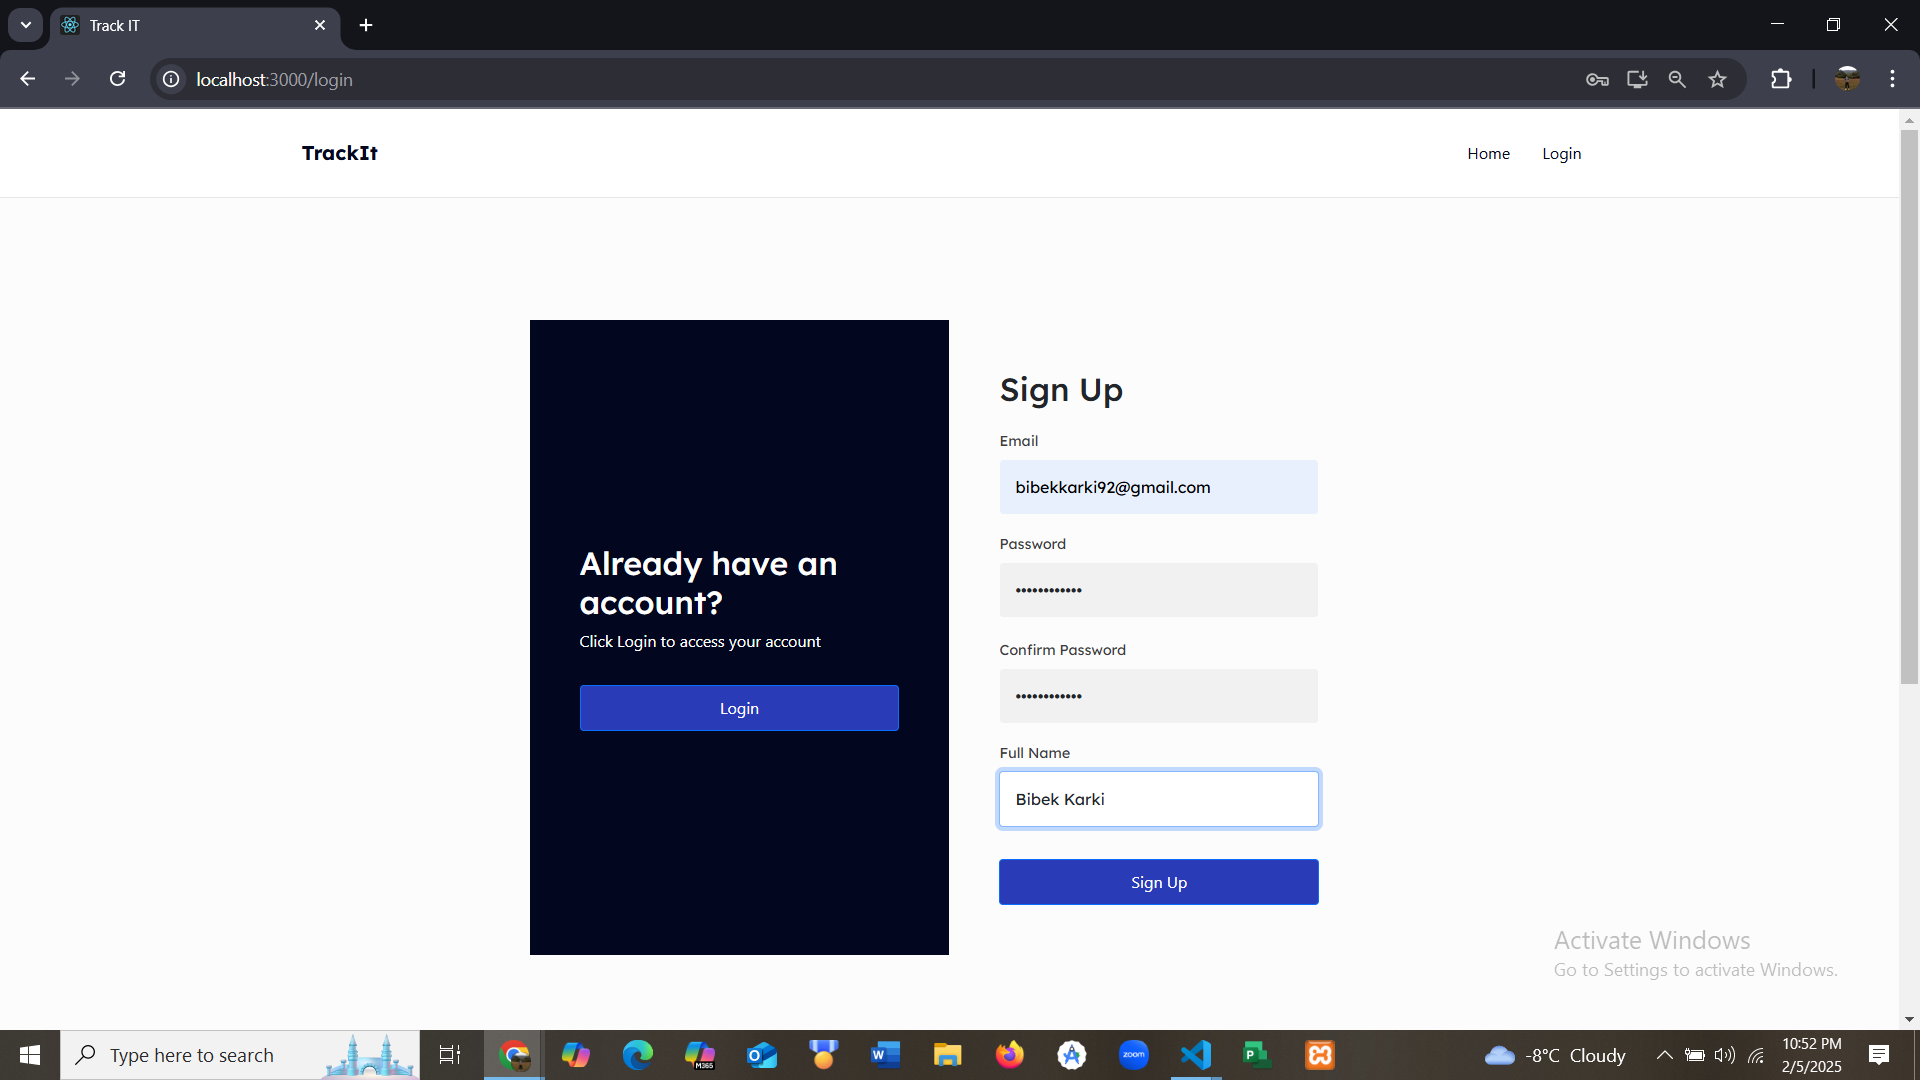 Track IT
localhost:3000/login
TrackIt
Home
Login
Already have an
account?
Click Login to access your account
Login
Sign Up
Email
bibekkarki92@gmail.com
Password
••••••••••••
Confirm Password
••••••••••••
Full Name
Bibek Karki
Sign Up
Activate Windows
Go to Settings to activate Windows.
Type here to search
M365
zoom
-8°C Cloudy
10:52 PM
2/5/2025